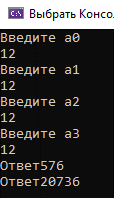 Выбрать Консо
Введите a0
12
Введите a1
12
Введите a2
12
Введите a3
12
Ответ576
Ответ20736